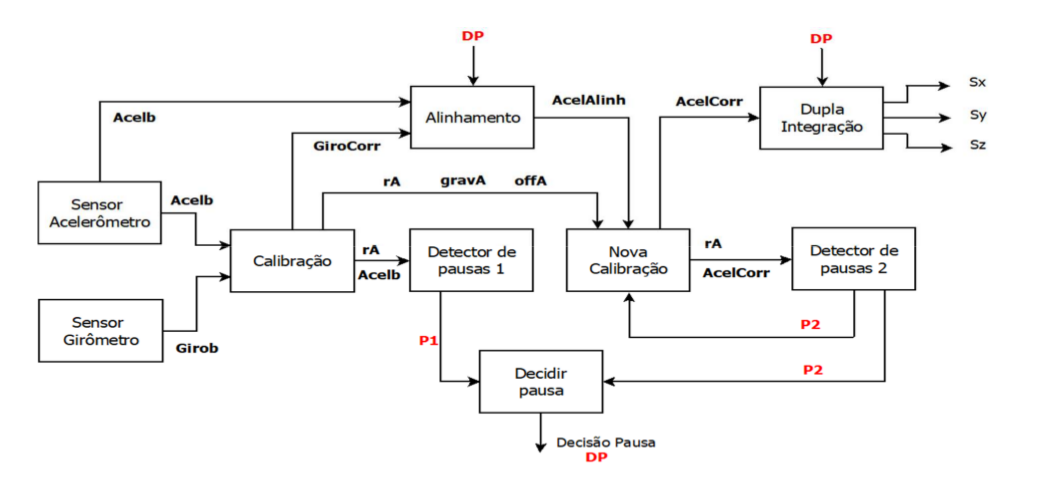 DP
DP
Acelb
Alinhamento
AcelAlinh
AcelCorr
Dupla
Integração
Sx
Sy
Sz
GiroCorr
rA gravA offA
Sensor
Acelerômetro
Acelb
Calibração
rA
Acelb
Detector de
pausas 1
Nova
Calibração
rA
AcelCorr
Detector de
pausas 2
Sensor
Girômetro
Girob
P1
P2
P2
Decidir
pausa
Decisão Pausa
DP